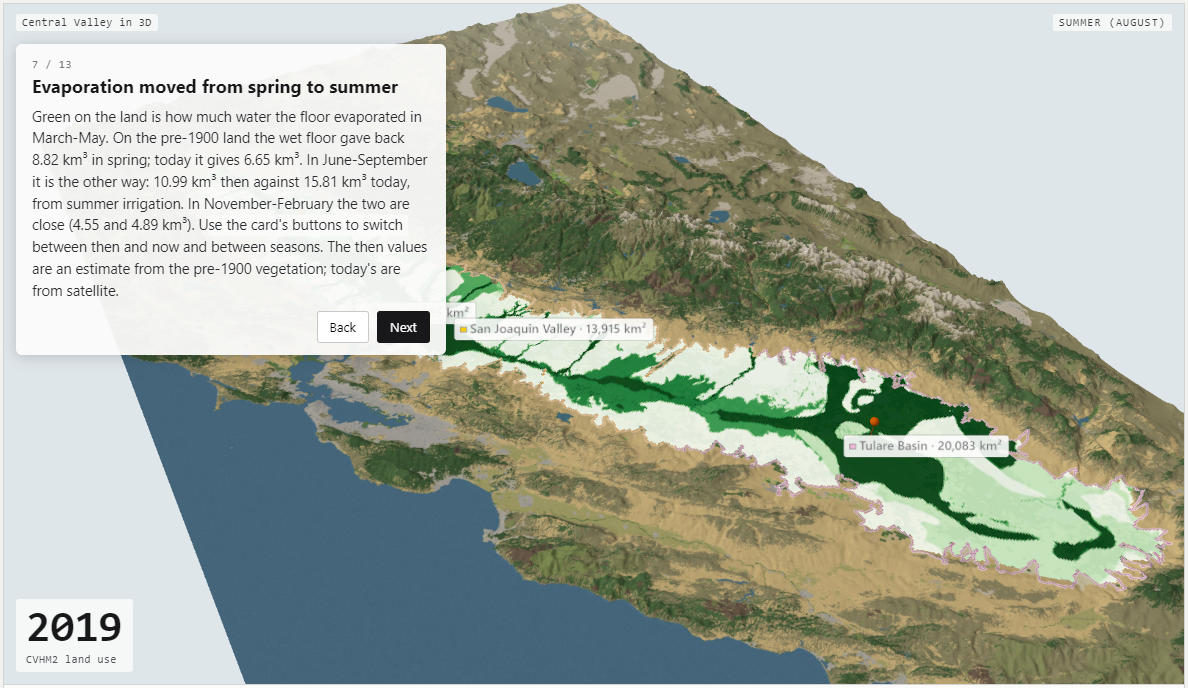 Central Valley in 3D
SUMMER (AUGUST)
7 / 13
Evaporation moved from spring to summer
Green on the land is how much water the floor evaporated in
March-May. On the pre-1900 land the wet floor gave back
8.82 km³ in spring; today it gives 6.65 km³. In June-September
it is the other way: 10.99 km³ then against 15.81 km³ today,
from summer irrigation. In November-February the two are
close (4.55 and 4.89 km³). Use the card's buttons to switch
between then and now and between seasons. The then values
are an estimate from the pre-1900 vegetation; today's are
from satellite.
Back
Next
km²
San Joaquin Valley · 13,915 km²
Tulare Basin · 20,083 km²
2019
CVHM2 land use